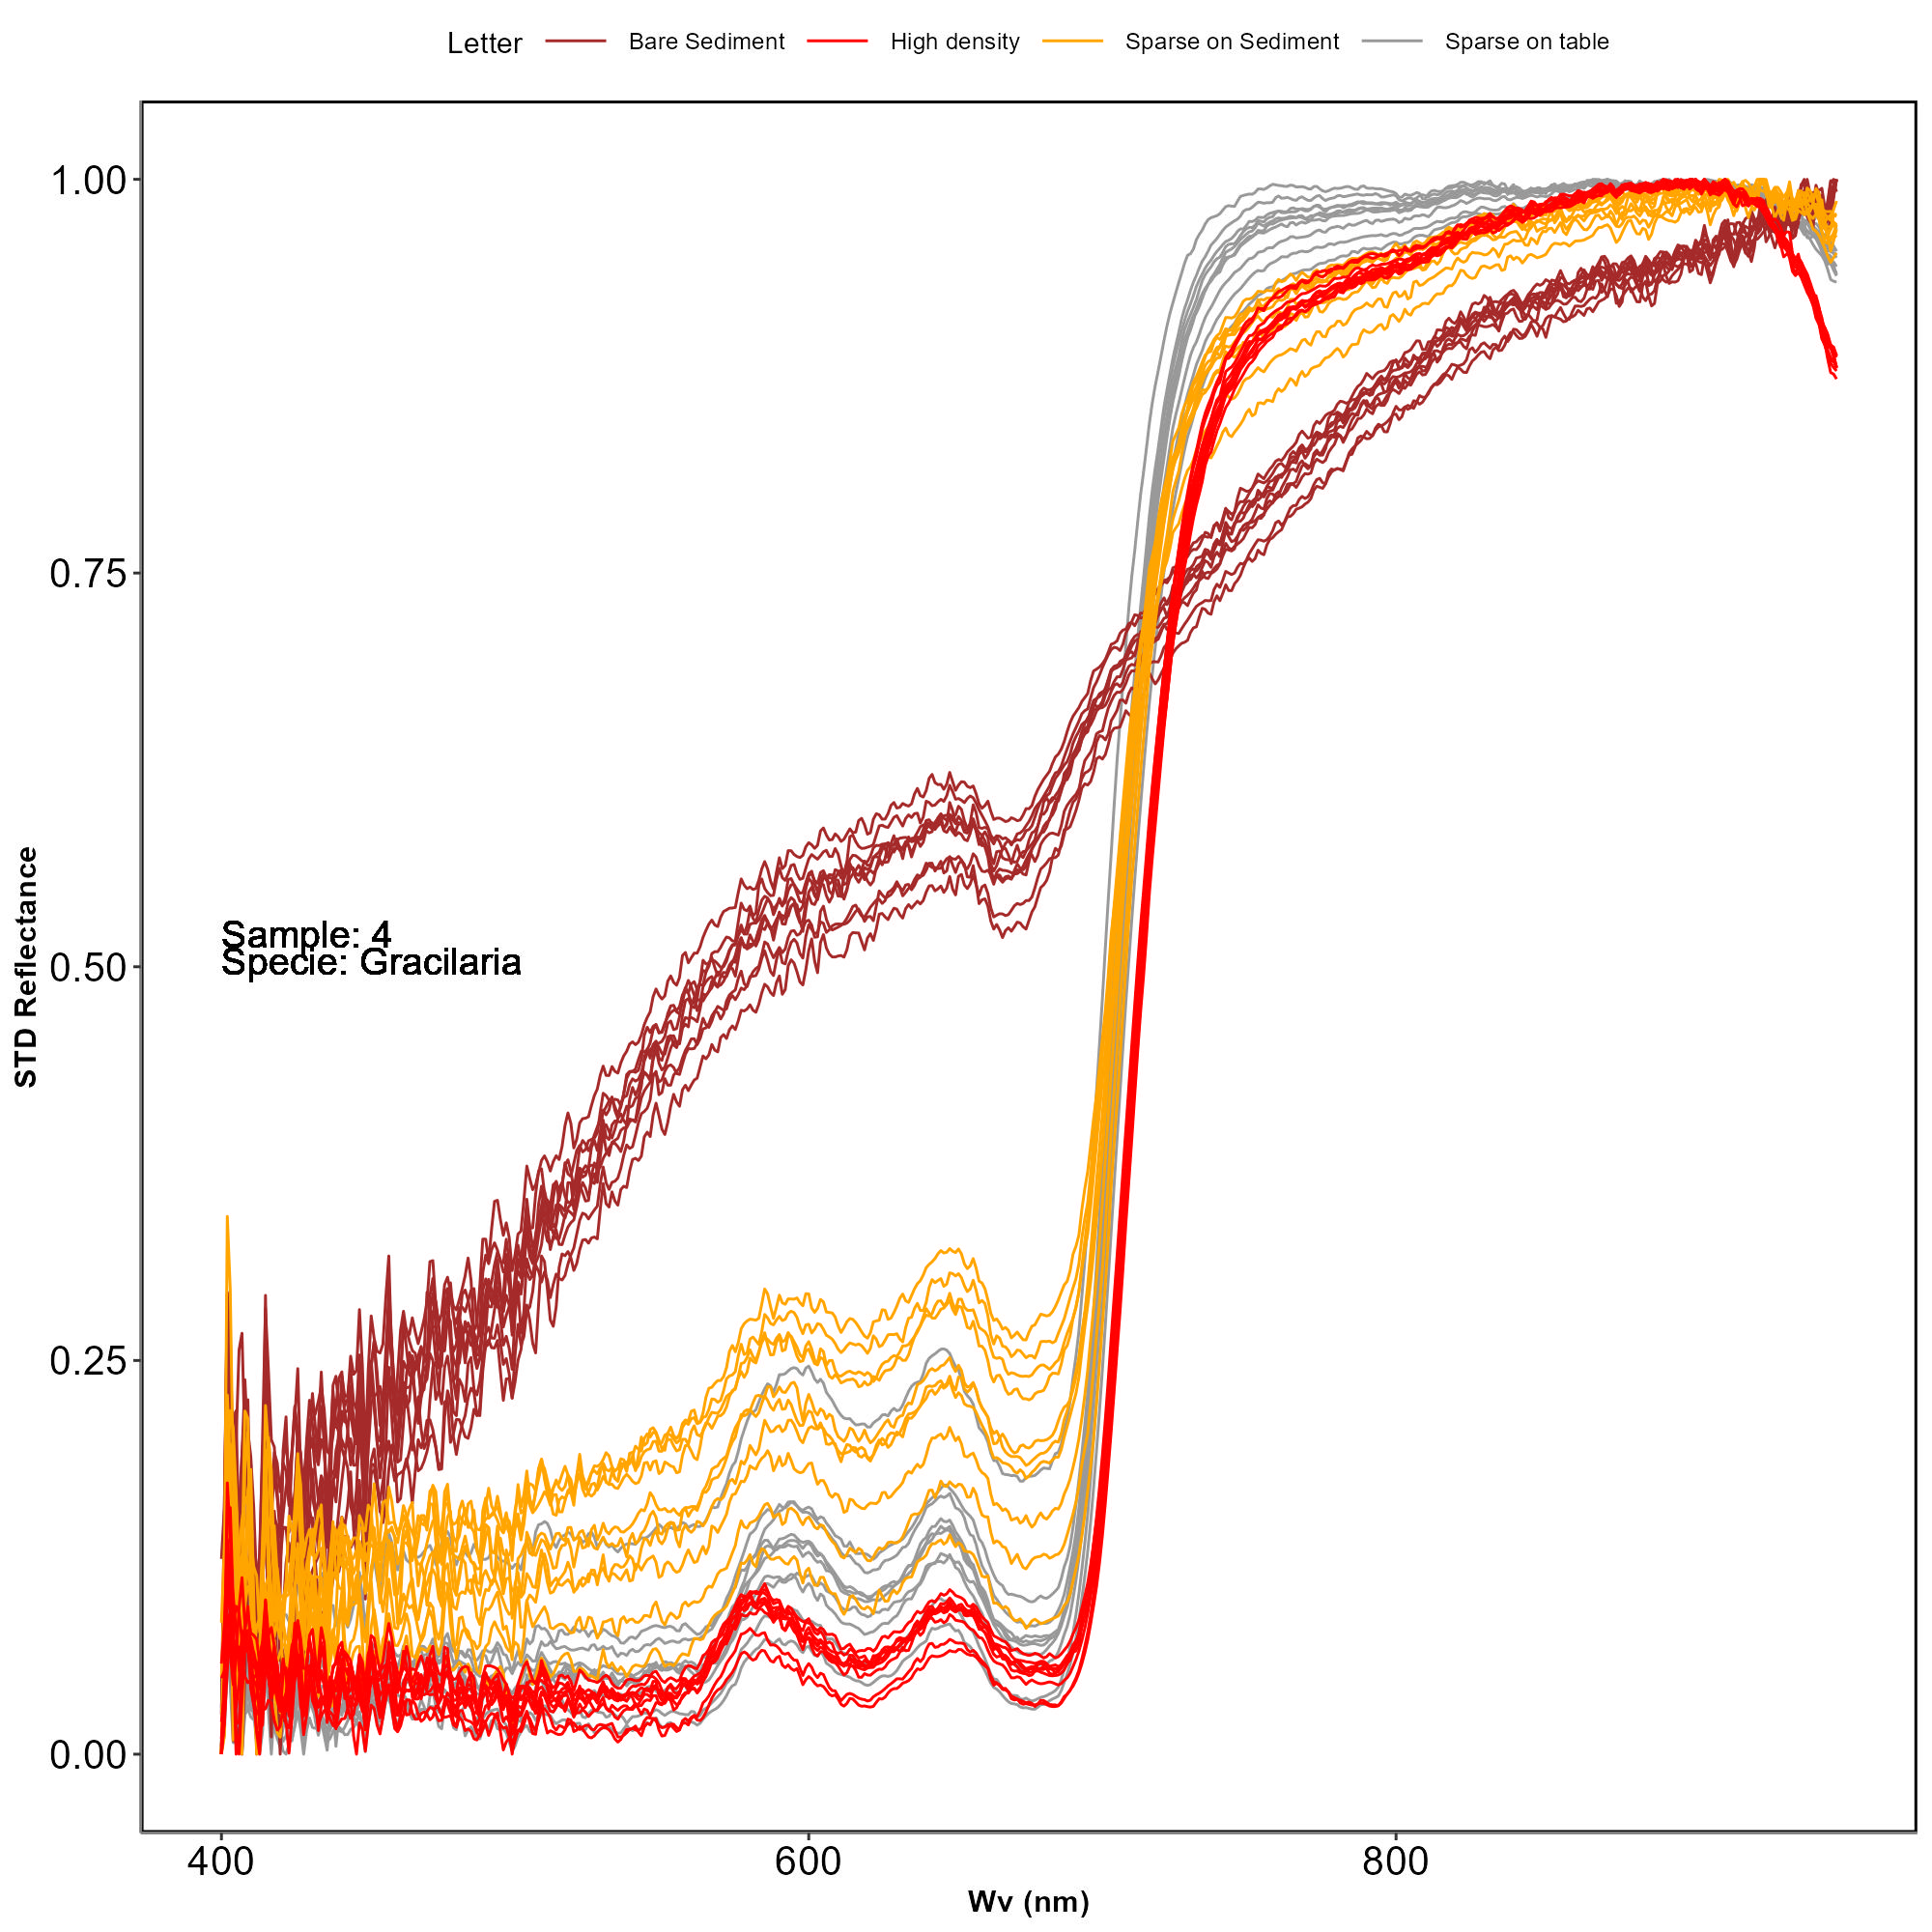 Letter Bare Sediment High density Sparse on Sediment Sparse on table
1.00
0.75
Sample: 4
Specie: Gracilaria
0.50
0.25
0.00
STD Reflectance
400 600 800
Wv (nm)